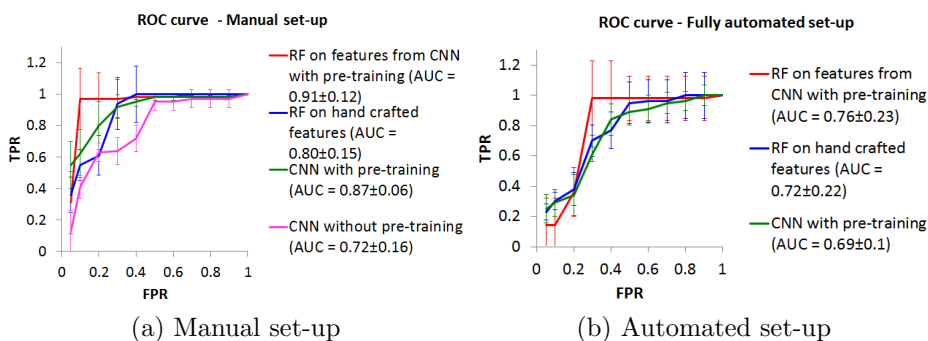 ROC curve - Manual set-up
TPR
1.2
1
0.8
0.6
0.4
0.2
0
0 0.2 0.4 0.6 0.8 1
FPR
RF on features from CNN
with pre-training (AUC =
0.91±0.12)
RF on hand crafted
features (AUC =
0.80±0.15)
CNN with pre-training
(AUC = 0.87±0.06)
CNN without pre-training
(AUC = 0.72±0.16)
(a) Manual set-up
ROC curve - Fully automated set-up
TPR
1.2
1
0.8
0.6
0.4
0.2
0
0 0.2 0.4 0.6 0.8 1
FPR
RF on features from
CNN with pre-training
(AUC = 0.76±0.23)
RF on hand crafted
features (AUC =
0.72±0.22)
CNN with pre-training
(AUC = 0.69±0.1)
(b) Automated set-up